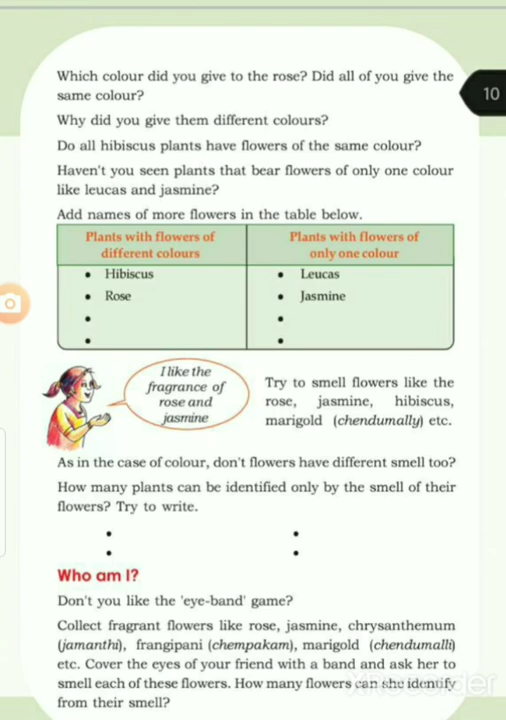 Which colour did you give to the rose? Did all of you give the
same colour?
10
Why did you give them different colours?
Do all hibiscus plants have flowers of the same colour?
Haven't you seen plants that bear flowers of only one colour
like leucas and jasmine?
Add names of more flowers in the table below.
Plants with flowers of
different colours
Plants with flowers of
only one colour
• Hibiscus
• Leucas
• Rose
• Jasmine
•
•
•
•
I like the
fragrance of
rose and
jasmine
Try to smell flowers like the
rose, jasmine, hibiscus,
marigold (chendumally) etc.
As in the case of colour, don't flowers have different smell too?
How many plants can be identified only by the smell of their
flowers? Try to write.
•
•
•
•
Who am I?
Don't you like the 'eye-band' game?
Collect fragrant flowers like rose, jasmine, chrysanthemum
(jamanthi), frangipani (chempakam), marigold (chendumalli)
etc. Cover the eyes of your friend with a band and ask her to
smell each of these flowers. How many flowers can she identify
from their smell?
XRecorder